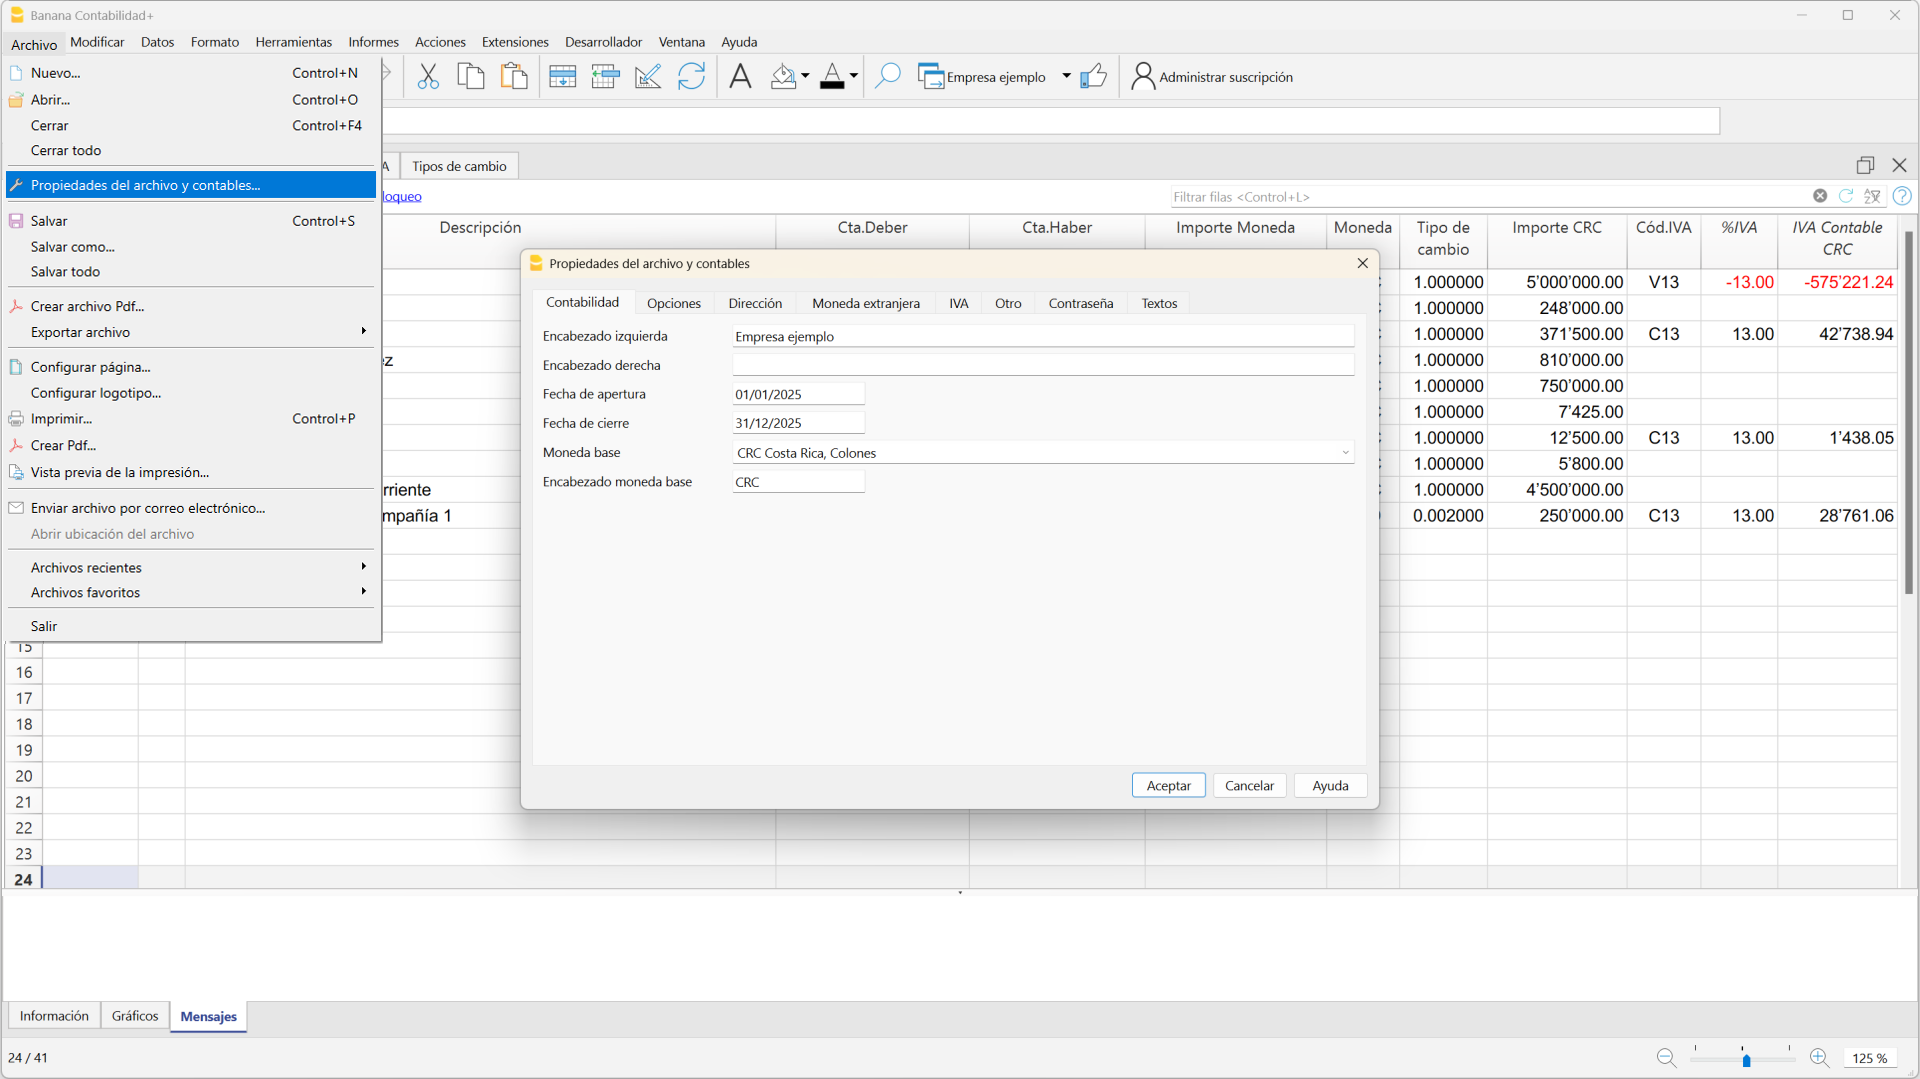 Banana Contabilidad+
Archivo Modificar Datos Formato Herramientas Informes Acciones Extensiones Desarrollador Ventana Ayuda
Nuevo... Control+N
Abrir... Control+O
Cerrar Control+F4
Cerrar todo
Propiedades del archivo y contables...
Salvar Control+S
Salvar como...
Salvar todo
Crear archivo Pdf...
Exportar archivo
Configurar página...
Configurar logotipo...
Imprimir... Control+P
Crear Pdf...
Vista previa de la impresión...
Enviar archivo por correo electrónico...
Abrir ubicación del archivo
Archivos recientes
Archivos favoritos
Salir
Empresa ejemplo Administrar suscripción
A Tipos de cambio
loqueo Filtrar filas <Control+L>
Descripción Cta.Deber Cta.Haber Importe Moneda Moneda Tipo de cambio Importe CRC Cód.IVA %IVA IVA Contable CRC
1.000000 5'000'000.00 V13 -13.00 -575'221.24
1.000000 248'000.00
1.000000 371'500.00 C13 13.00 42'738.94
ez 1.000000 810'000.00
1.000000 750'000.00
1.000000 7'425.00
1.000000 12'500.00 C13 13.00 1'438.05
1.000000 5'800.00
rriente 1.000000 4'500'000.00
mpañía 1 0.002000 250'000.00 C13 13.00 28'761.06
Propiedades del archivo y contables
Contabilidad Opciones Dirección Moneda extranjera IVA Otro Contraseña Textos
Encabezado izquierda Empresa ejemplo
Encabezado derecha
Fecha de apertura 01/01/2025
Fecha de cierre 31/12/2025
Moneda base CRC Costa Rica, Colones
Encabezado moneda base CRC
Aceptar Cancelar Ayuda
15
16
17
18
19
20
21
22
23
24
Información Gráficos Mensajes
24 / 41 125 %